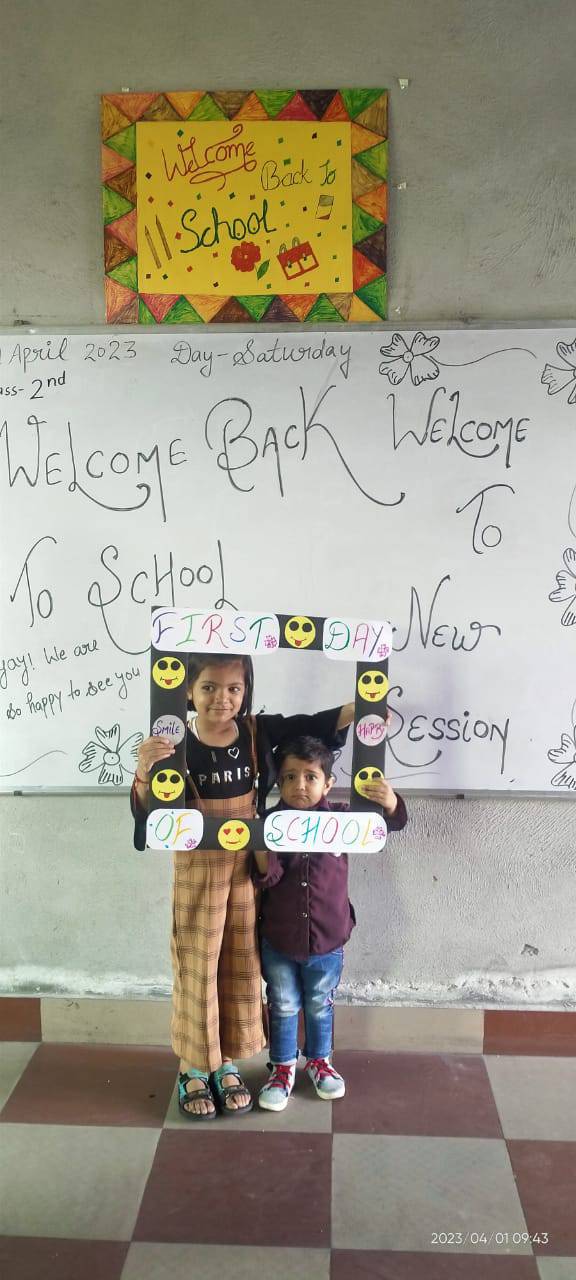 Welcome
Back To
School
April 2023 Day-Saturday
ass- 2nd
WELCOME BACK
To SCHOOL
yay! We are
so happy to see you
WELCOME
To
NEW
SESSION
FIRST DAY
SMILE
HAPPY
I
PARIS
OF SCHOOL
2023/04/01 09:43